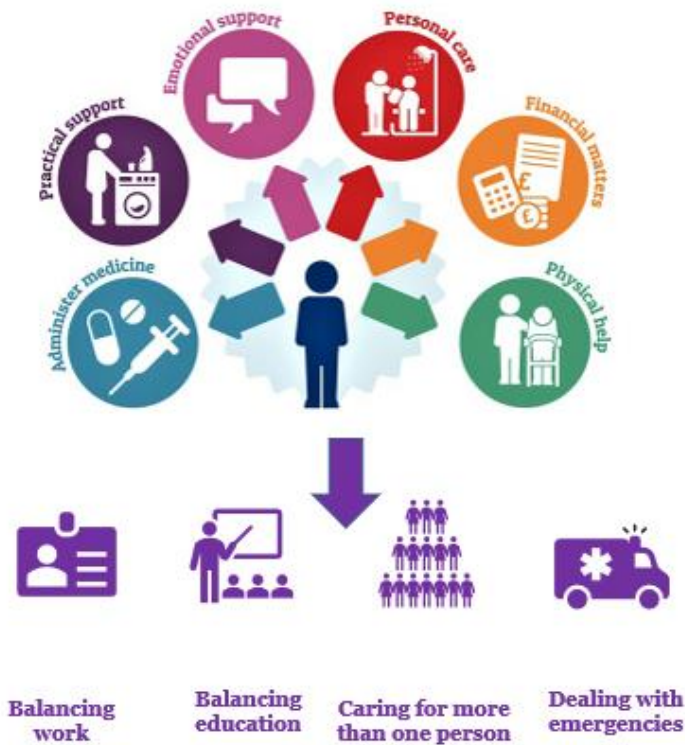 Administer medicine
Practical support
Emotional support
Personal care
Financial matters
Physical help
£
£
Balancing
work
Balancing
education
Caring for more
than one person
Dealing with
emergencies